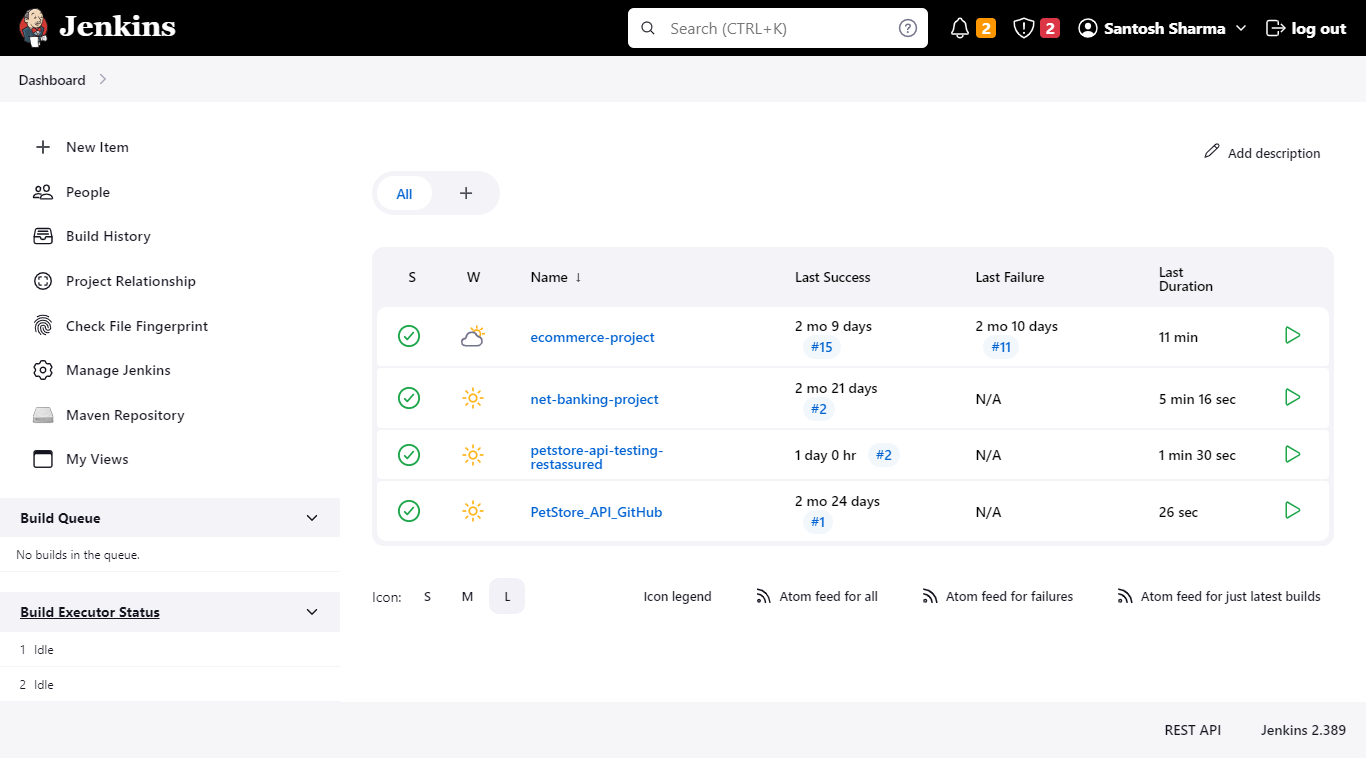 Jenkins
Search (CTRL+K)
2
2
Santosh Sharma
log out
Dashboard
New Item
People
Build History
Project Relationship
Check File Fingerprint
Manage Jenkins
Maven Repository
My Views
Build Queue
No builds in the queue.
Build Executor Status
1 Idle
2 Idle
Add description
All +
S W Name ↓ Last Success Last Failure Last Duration
ecommerce-project 2 mo 9 days #15 2 mo 10 days #11 11 min
net-banking-project 2 mo 21 days #2 N/A 5 min 16 sec
petstore-api-testing-
restassured 1 day 0 hr #2 N/A 1 min 30 sec
PetStore_API_GitHub 2 mo 24 days #1 N/A 26 sec
Icon: S M L
Icon legend
Atom feed for all
Atom feed for failures
Atom feed for just latest builds
REST API
Jenkins 2.389